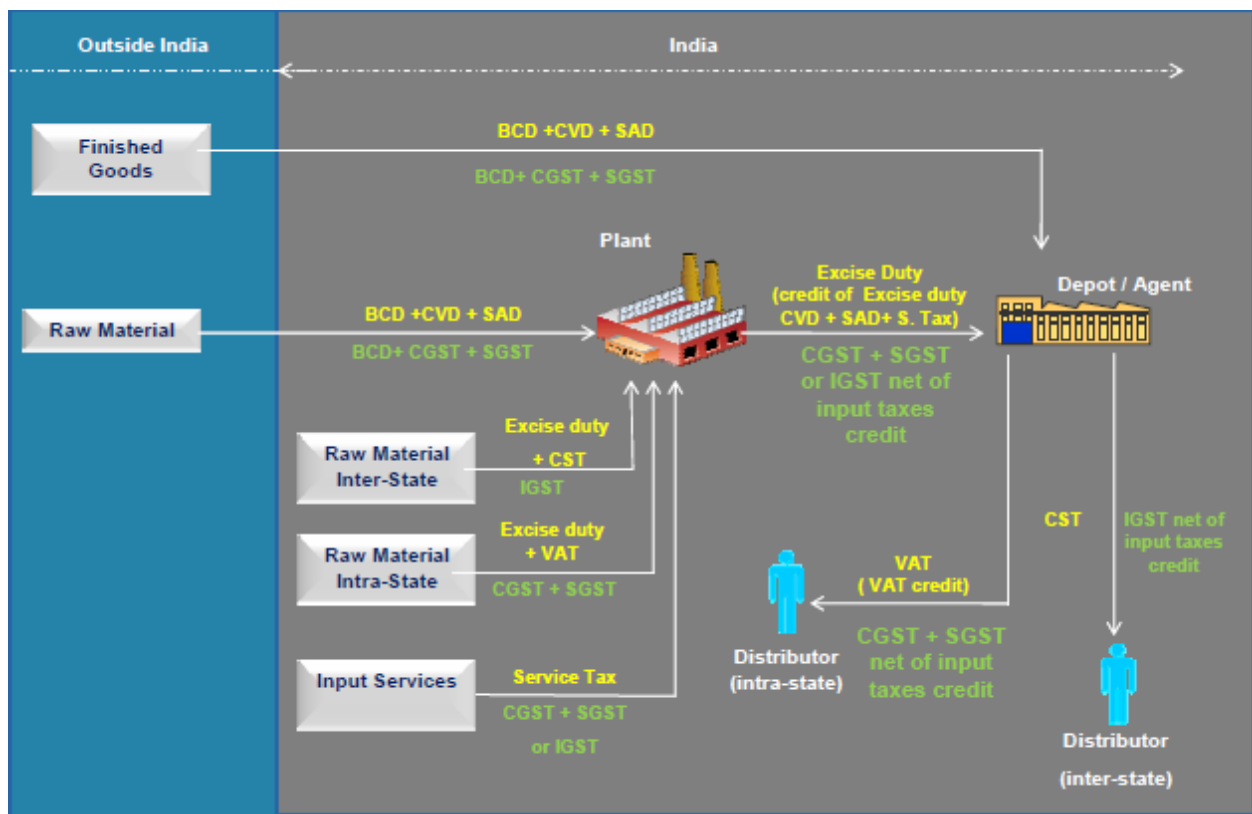 Outside India
India
Finished
Goods
BCD +CVD + SAD
BCD+ CGST + SGST
Plant
Raw Material
BCD +CVD + SAD
BCD+ CGST + SGST
Excise Duty
(credit of Excise duty
CVD + SAD+ S. Tax)
CGST + SGST
or IGST net of
input taxes
credit
Depot / Agent
Raw Material
Inter-State
Excise duty
+ CST
IGST
Raw Material
Intra-State
Excise duty
+ VAT
CGST + SGST
Input Services
Service Tax
CGST + SGST
or IGST
VAT
( VAT credit)
CGST + SGST
net of input
taxes credit
Distributor
(intra-state)
CST
IGST net of
input taxes
credit
Distributor
(inter-state)